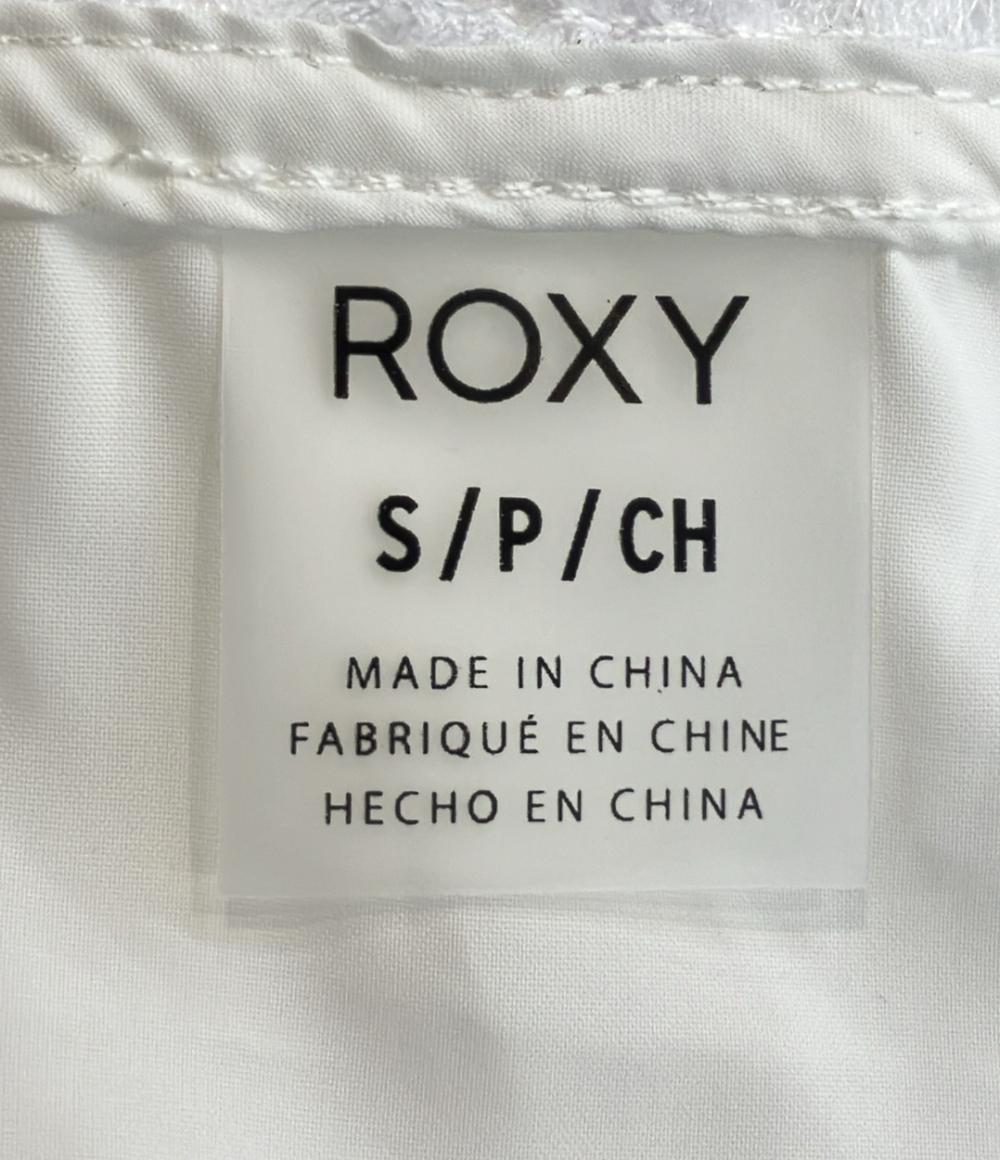 ROXY
S/P/CH
MADE IN CHINA
FABRIQUÉ EN CHINE
HECHO EN CHINA